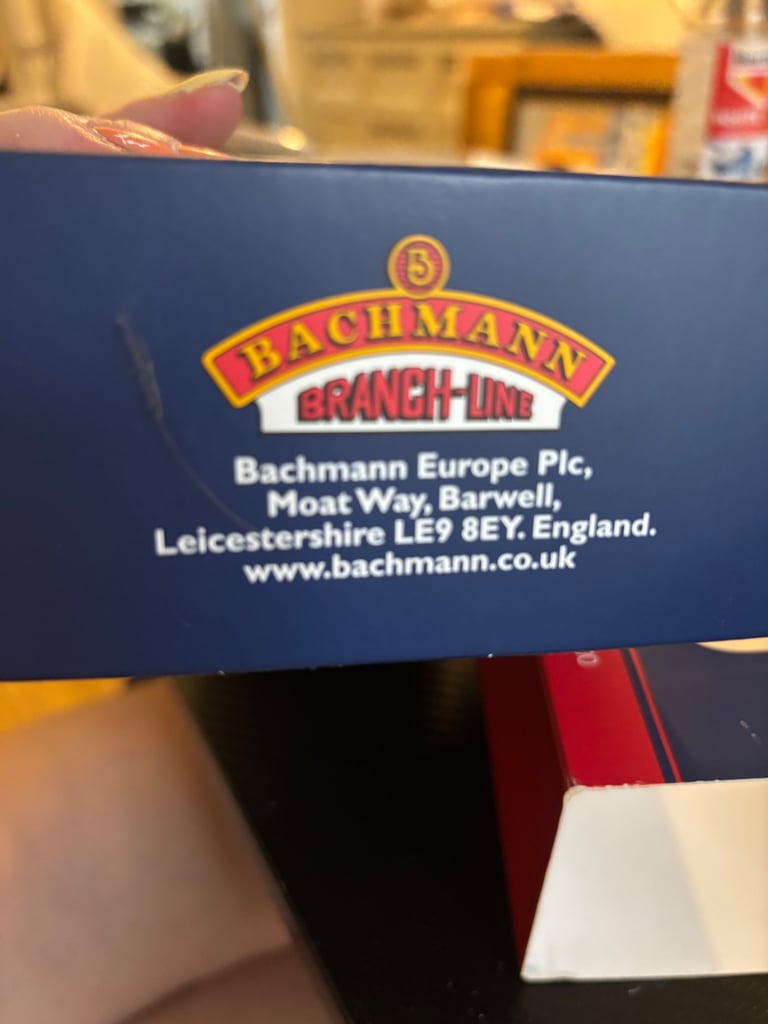 B
BACHMANN
BRANCH-LINE
Bachmann Europe Plc,
Moat Way, Barwell,
Leicestershire LE9 8EY. England.
www.bachmann.co.uk